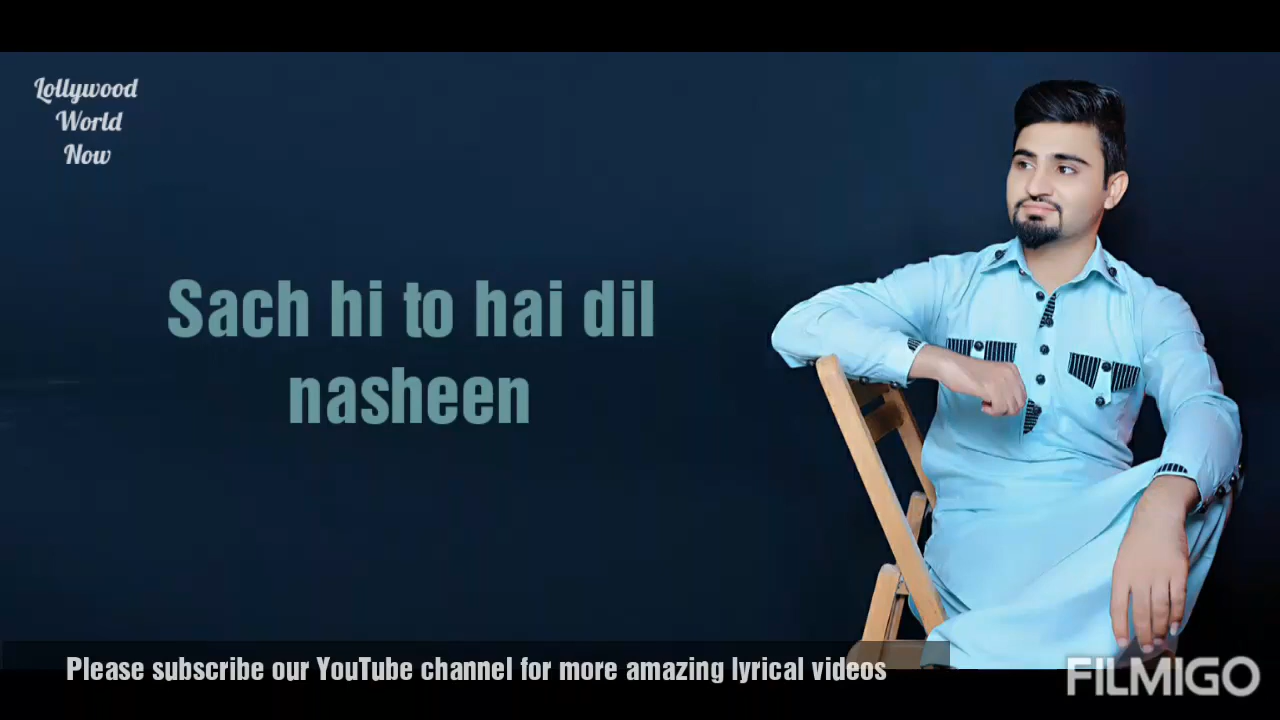 Lollywood
World
Now
Sach hi to hai dil
nasheen
Please subscribe our YouTube channel for more amazing lyrical videos
FILMIGO